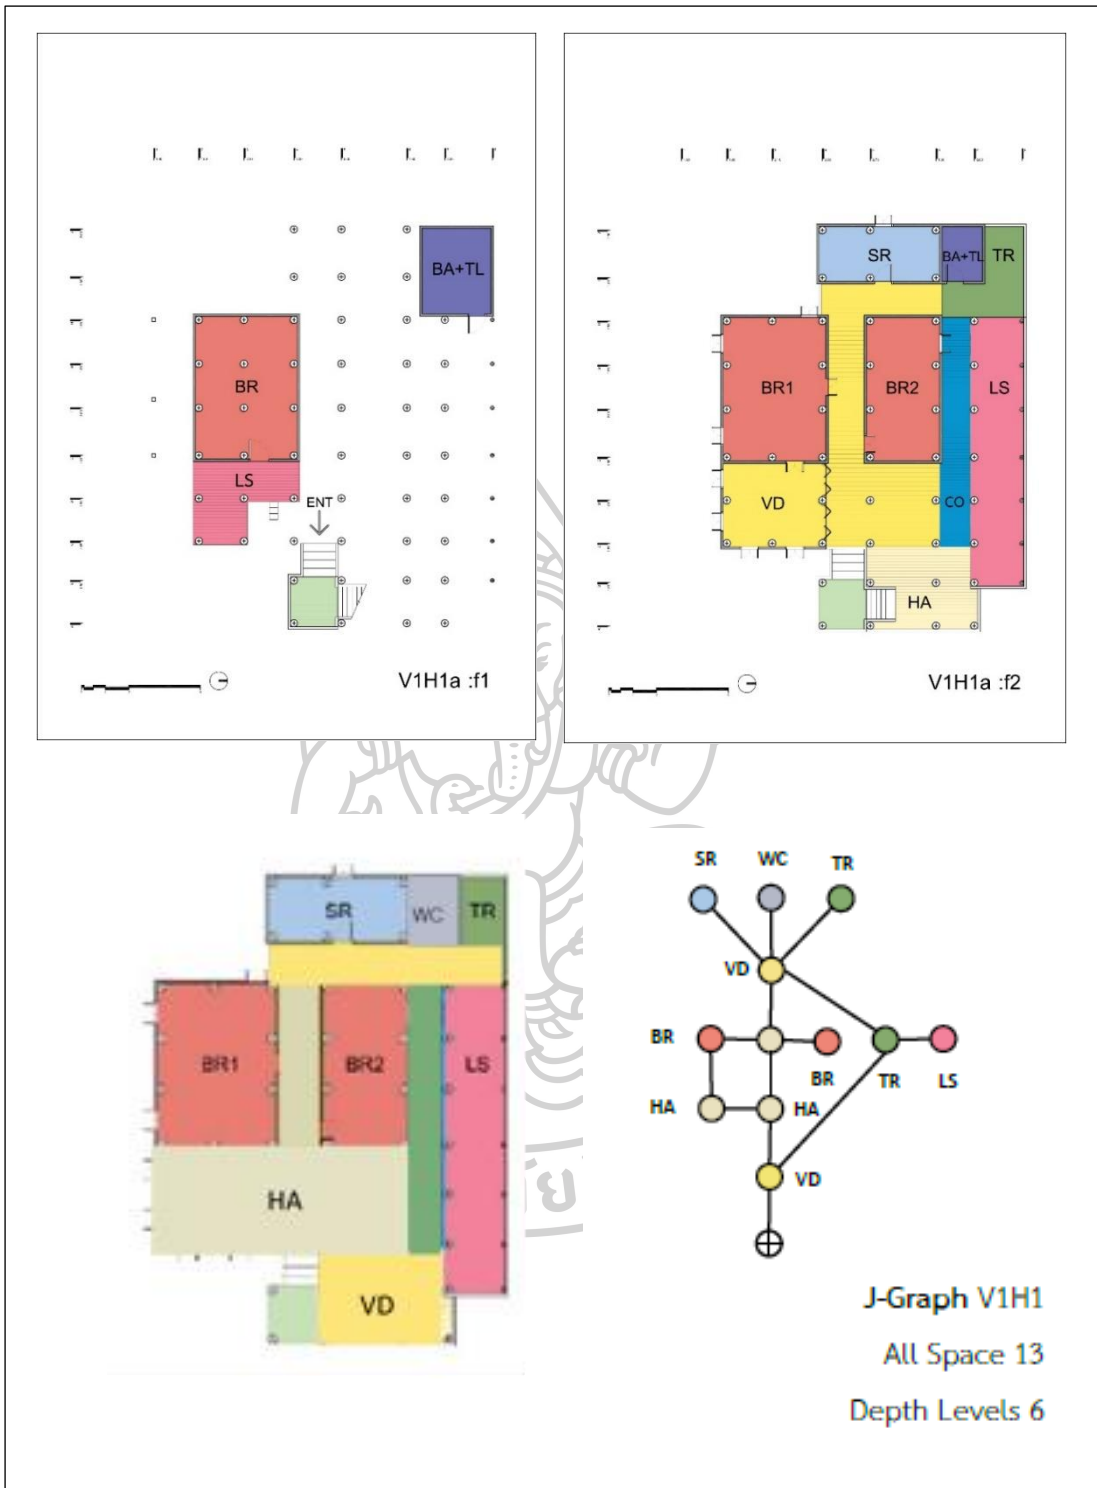 BA+TL
BR
LS
ENT
V1H1a :f1
SR
BA+TL
TR
BR1
BR2
LS
VD
CO
HA
V1H1a :f2
SR
WC
TR
BR1
BR2
LS
HA
VD
SR
WC
TR
VD
BR
BR
TR
LS
HA
HA
VD
J-Graph V1H1
All Space 13
Depth Levels 6